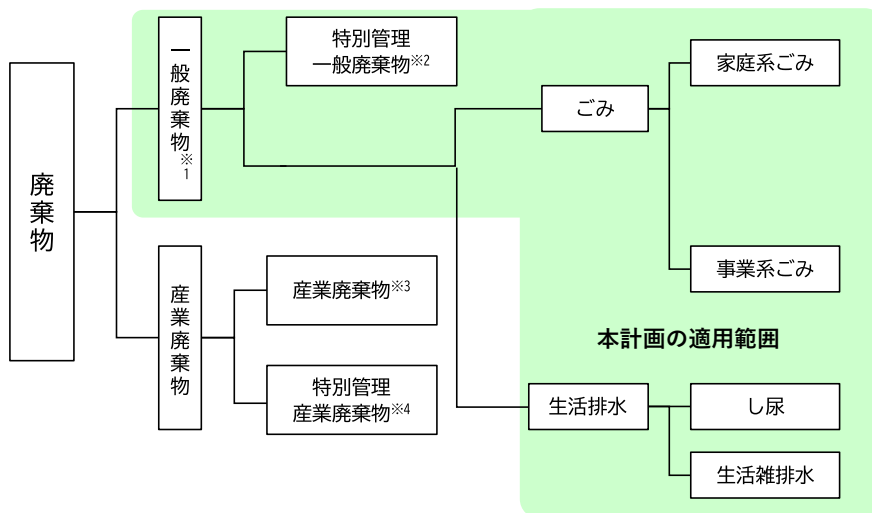 廃棄物
一般廃棄物※1
特別管理
一般廃棄物※2
ごみ
家庭系ごみ
事業系ごみ
本計画の適用範囲
生活排水
し尿
生活雑排水
産業廃棄物
産業廃棄物※3
特別管理
産業廃棄物※4